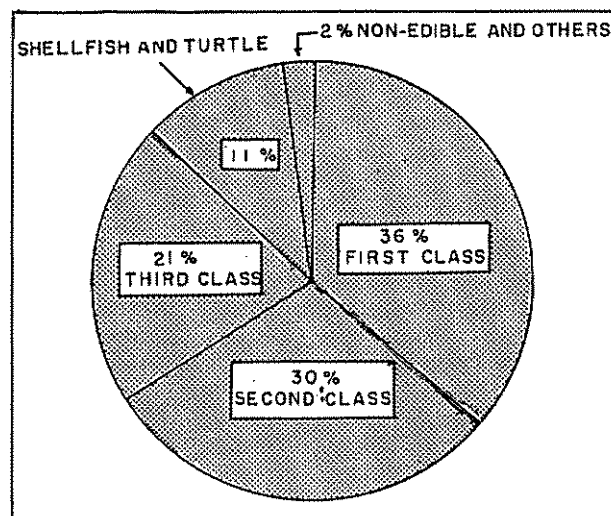 2% NON-EDIBLE AND OTHERS
SHELLFISH AND TURTLE
11%
36%
FIRST CLASS
21%
THIRD CLASS
30%
SECOND CLASS